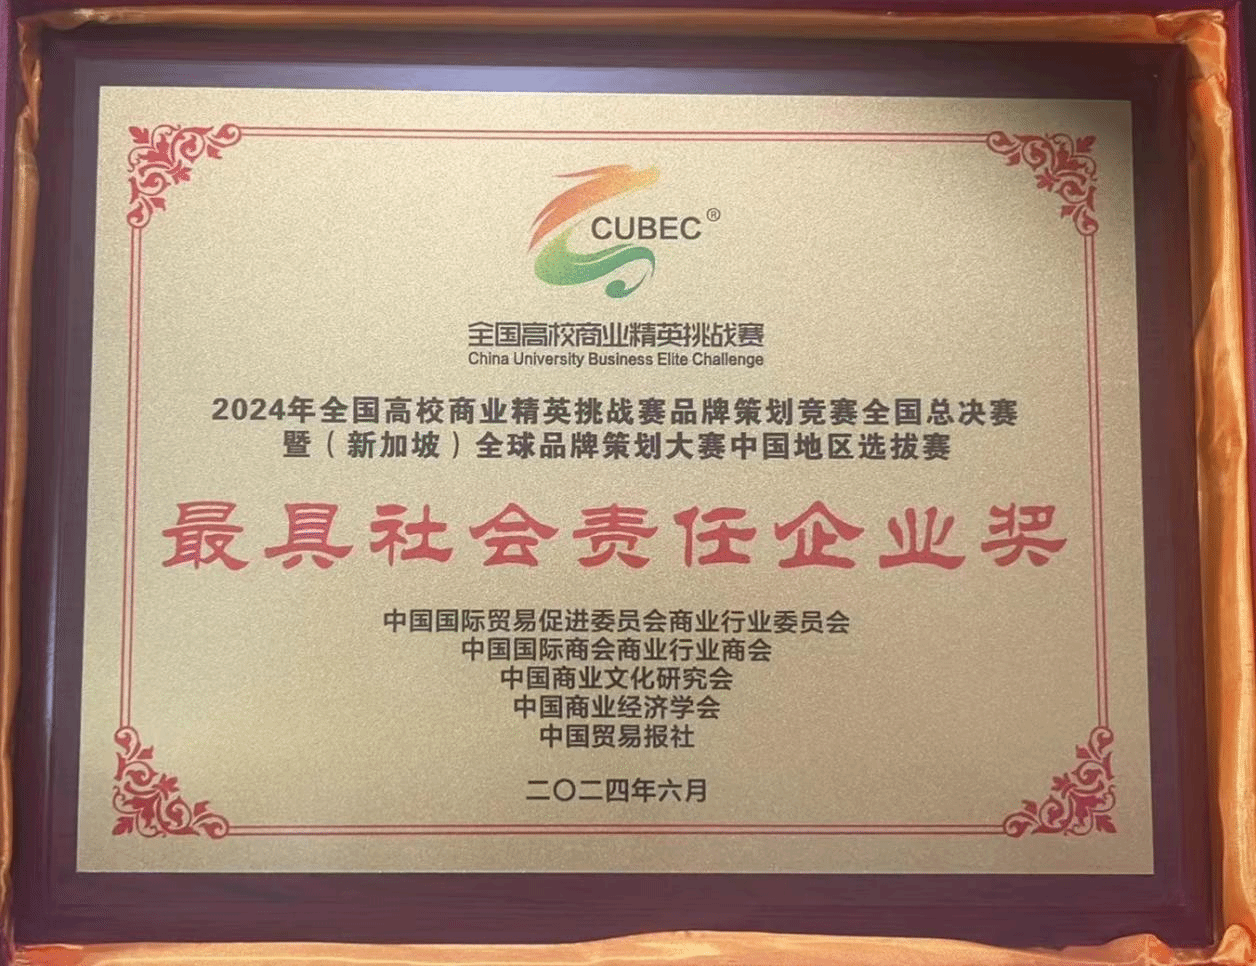 CUBEC®
全国高校商业精英挑战赛
China University Business Elite Challenge
2024年全国高校商业精英挑战赛品牌策划竞赛全国总决赛
暨（新加坡）全球品牌策划大赛中国地区选拔赛
最具社会责任企业奖
中国国际贸易促进委员会商业行业委员会
中国国际商会商业行业商会
中国商业文化研究会
中国商业经济学会
中国贸易报社
二〇二四年六月